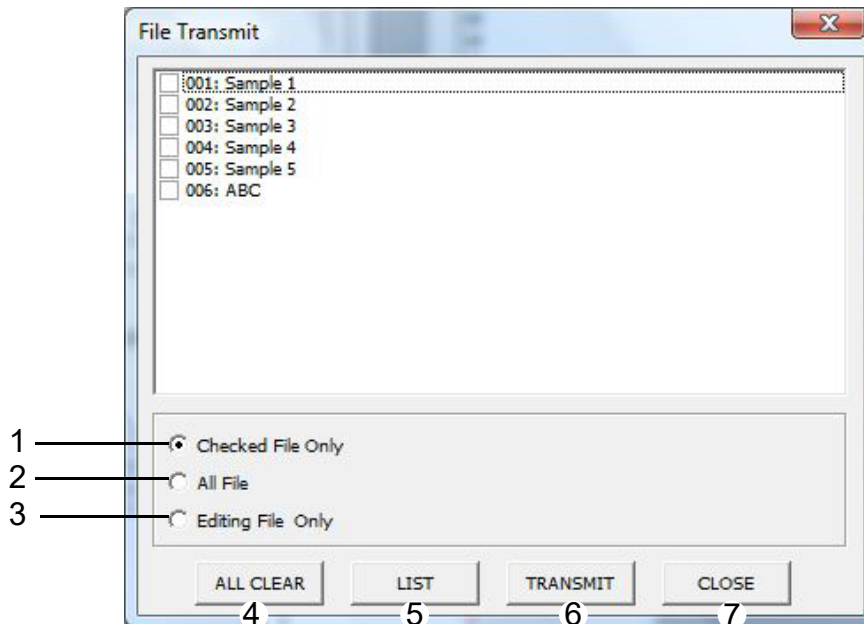 File Transmit
001: Sample 1
002: Sample 2
003: Sample 3
004: Sample 4
005: Sample 5
006: ABC
1 Checked File Only
2 All File
3 Editing File Only
ALL CLEAR LIST TRANSMIT CLOSE
4 5 6 7